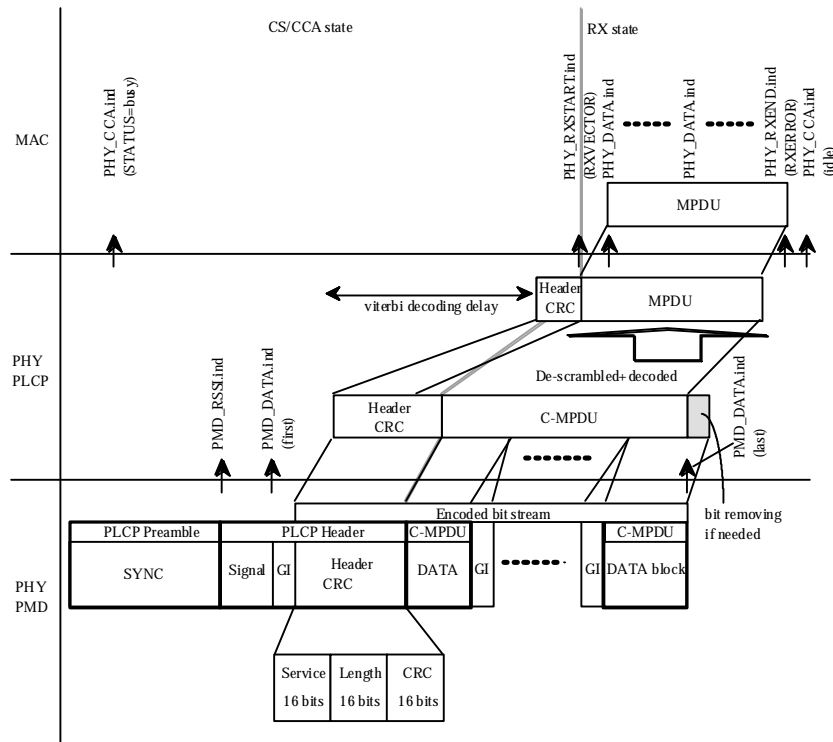 CS/CCA state
RX state
MAC
PHY_CCA.ind
(STATUS=busy)
PHY_RXSTART.ind
(RXVECTOR)
PHY_DATA.ind
PHY_DATA.ind
PHY_RXEND.ind
(RXERROR)
PHY_CCA.ind
(idle)
MPDU
Header
CRC
MPDU
viterbi decoding delay
PHY
PLCP
De-scrambled+decoded
PMD_RSSI.ind
PMD_DATA.ind
(first)
Header
CRC
C-MPDU
PMD_DATA.ind
(last)
Encoded bit stream
bit removing
if needed
PLCP Preamble
PLCP Header
C-MPDU
C-MPDU
PHY
PMD
SYNC
Signal
GI
Header
CRC
DATA
GI
GI
DATA block
Service
16 bits
Length
16 bits
CRC
16 bits